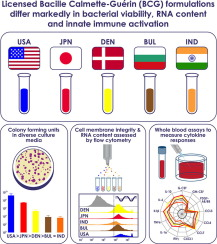 Licensed Bacille Calmette-Guérin (BCG) formulations
differ markedly in bacterial viability, RNA content
and innate immune activation
USA JPN DEN BUL IND
Colony forming units
in diverse culture
media
USA >JPN>DEN>BUL= IND
Cell membrane integrity &
RNA content assessed
by flow cytometry
DEN
JPN
IND
BUL
USA
Whole blood assays to
measure cytokine
responses